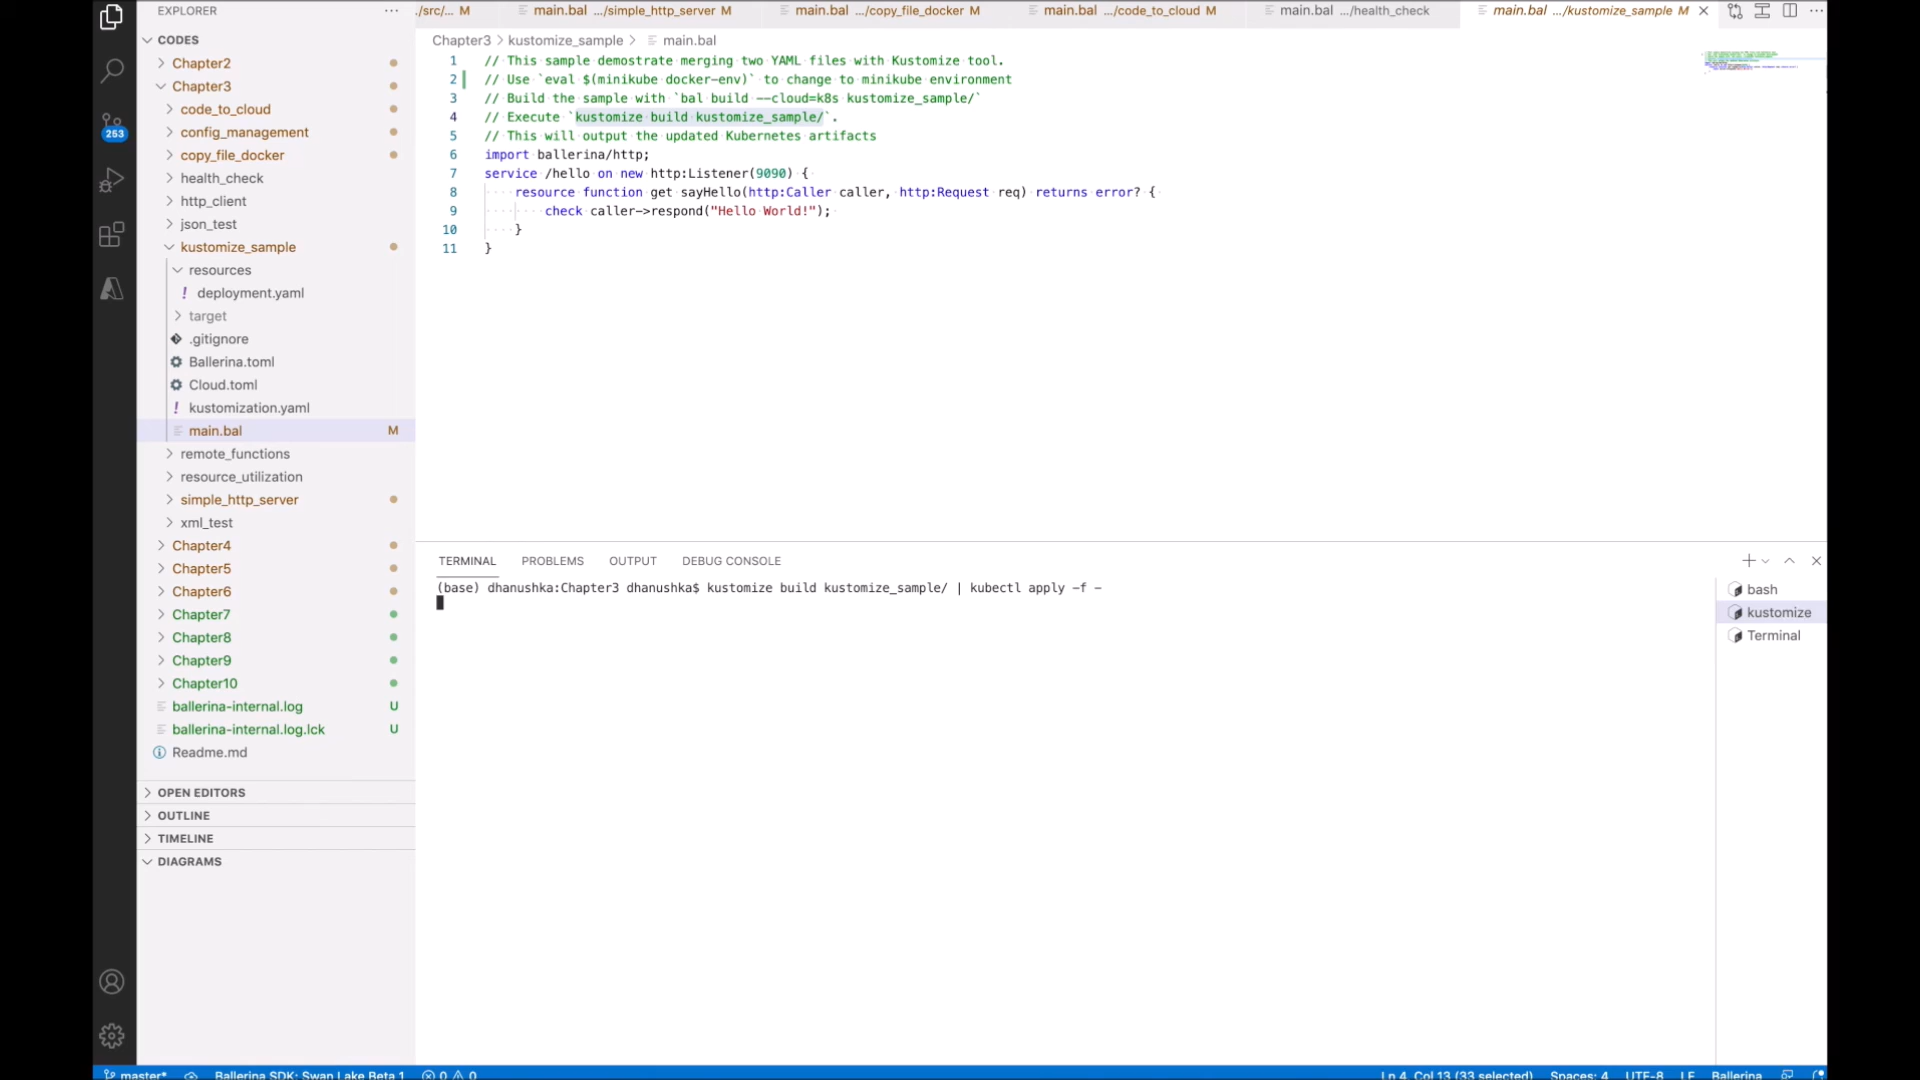 EXPLORER
CODES
Chapter2
Chapter3
code_to_cloud
config_management
copy_file_docker
health_check
http_client
json_test
kustomize_sample
resources
! deployment.yaml
target
.gitignore
Ballerina.toml
Cloud.toml
! kustomization.yaml
main.bal M
remote_functions
resource_utilization
simple_http_server
xml_test
Chapter4
Chapter5
Chapter6
Chapter7
Chapter8
Chapter9
Chapter10
ballerina-internal.log U
ballerina-internal.log.lck U
Readme.md
OPEN EDITORS
OUTLINE
TIMELINE
DIAGRAMS
253
./src/... M main.bal .../simple_http_server M main.bal .../copy_file_docker M main.bal .../code_to_cloud M main.bal .../health_check main.bal .../kustomize_sample M
Chapter3 > kustomize_sample > main.bal
1 // This sample demostrate merging two YAML files with Kustomize tool.
2 // Use `eval $(minikube docker-env)` to change to minikube environment
3 // Build the sample with `bal build --cloud=k8s kustomize_sample/`
4 // Execute `kustomize build kustomize_sample/`.
5 // This will output the updated Kubernetes artifacts
6 import ballerina/http;
7 service /hello on new http:Listener(9090) {
8 resource function get sayHello(http:Caller caller, http:Request req) returns error? {
9 check caller->respond("Hello World!");
10 }
11 }
TERMINAL PROBLEMS OUTPUT DEBUG CONSOLE
(base) dhanushka:Chapter3 dhanushka$ kustomize build kustomize_sample/ | kubectl apply -f -
bash
kustomize
Terminal
master* Ballerina SDK: Swan Lake Beta 1 0 0 Ln 4, Col 13 (33 selected) Spaces: 4 UTF-8 LF Ballerina